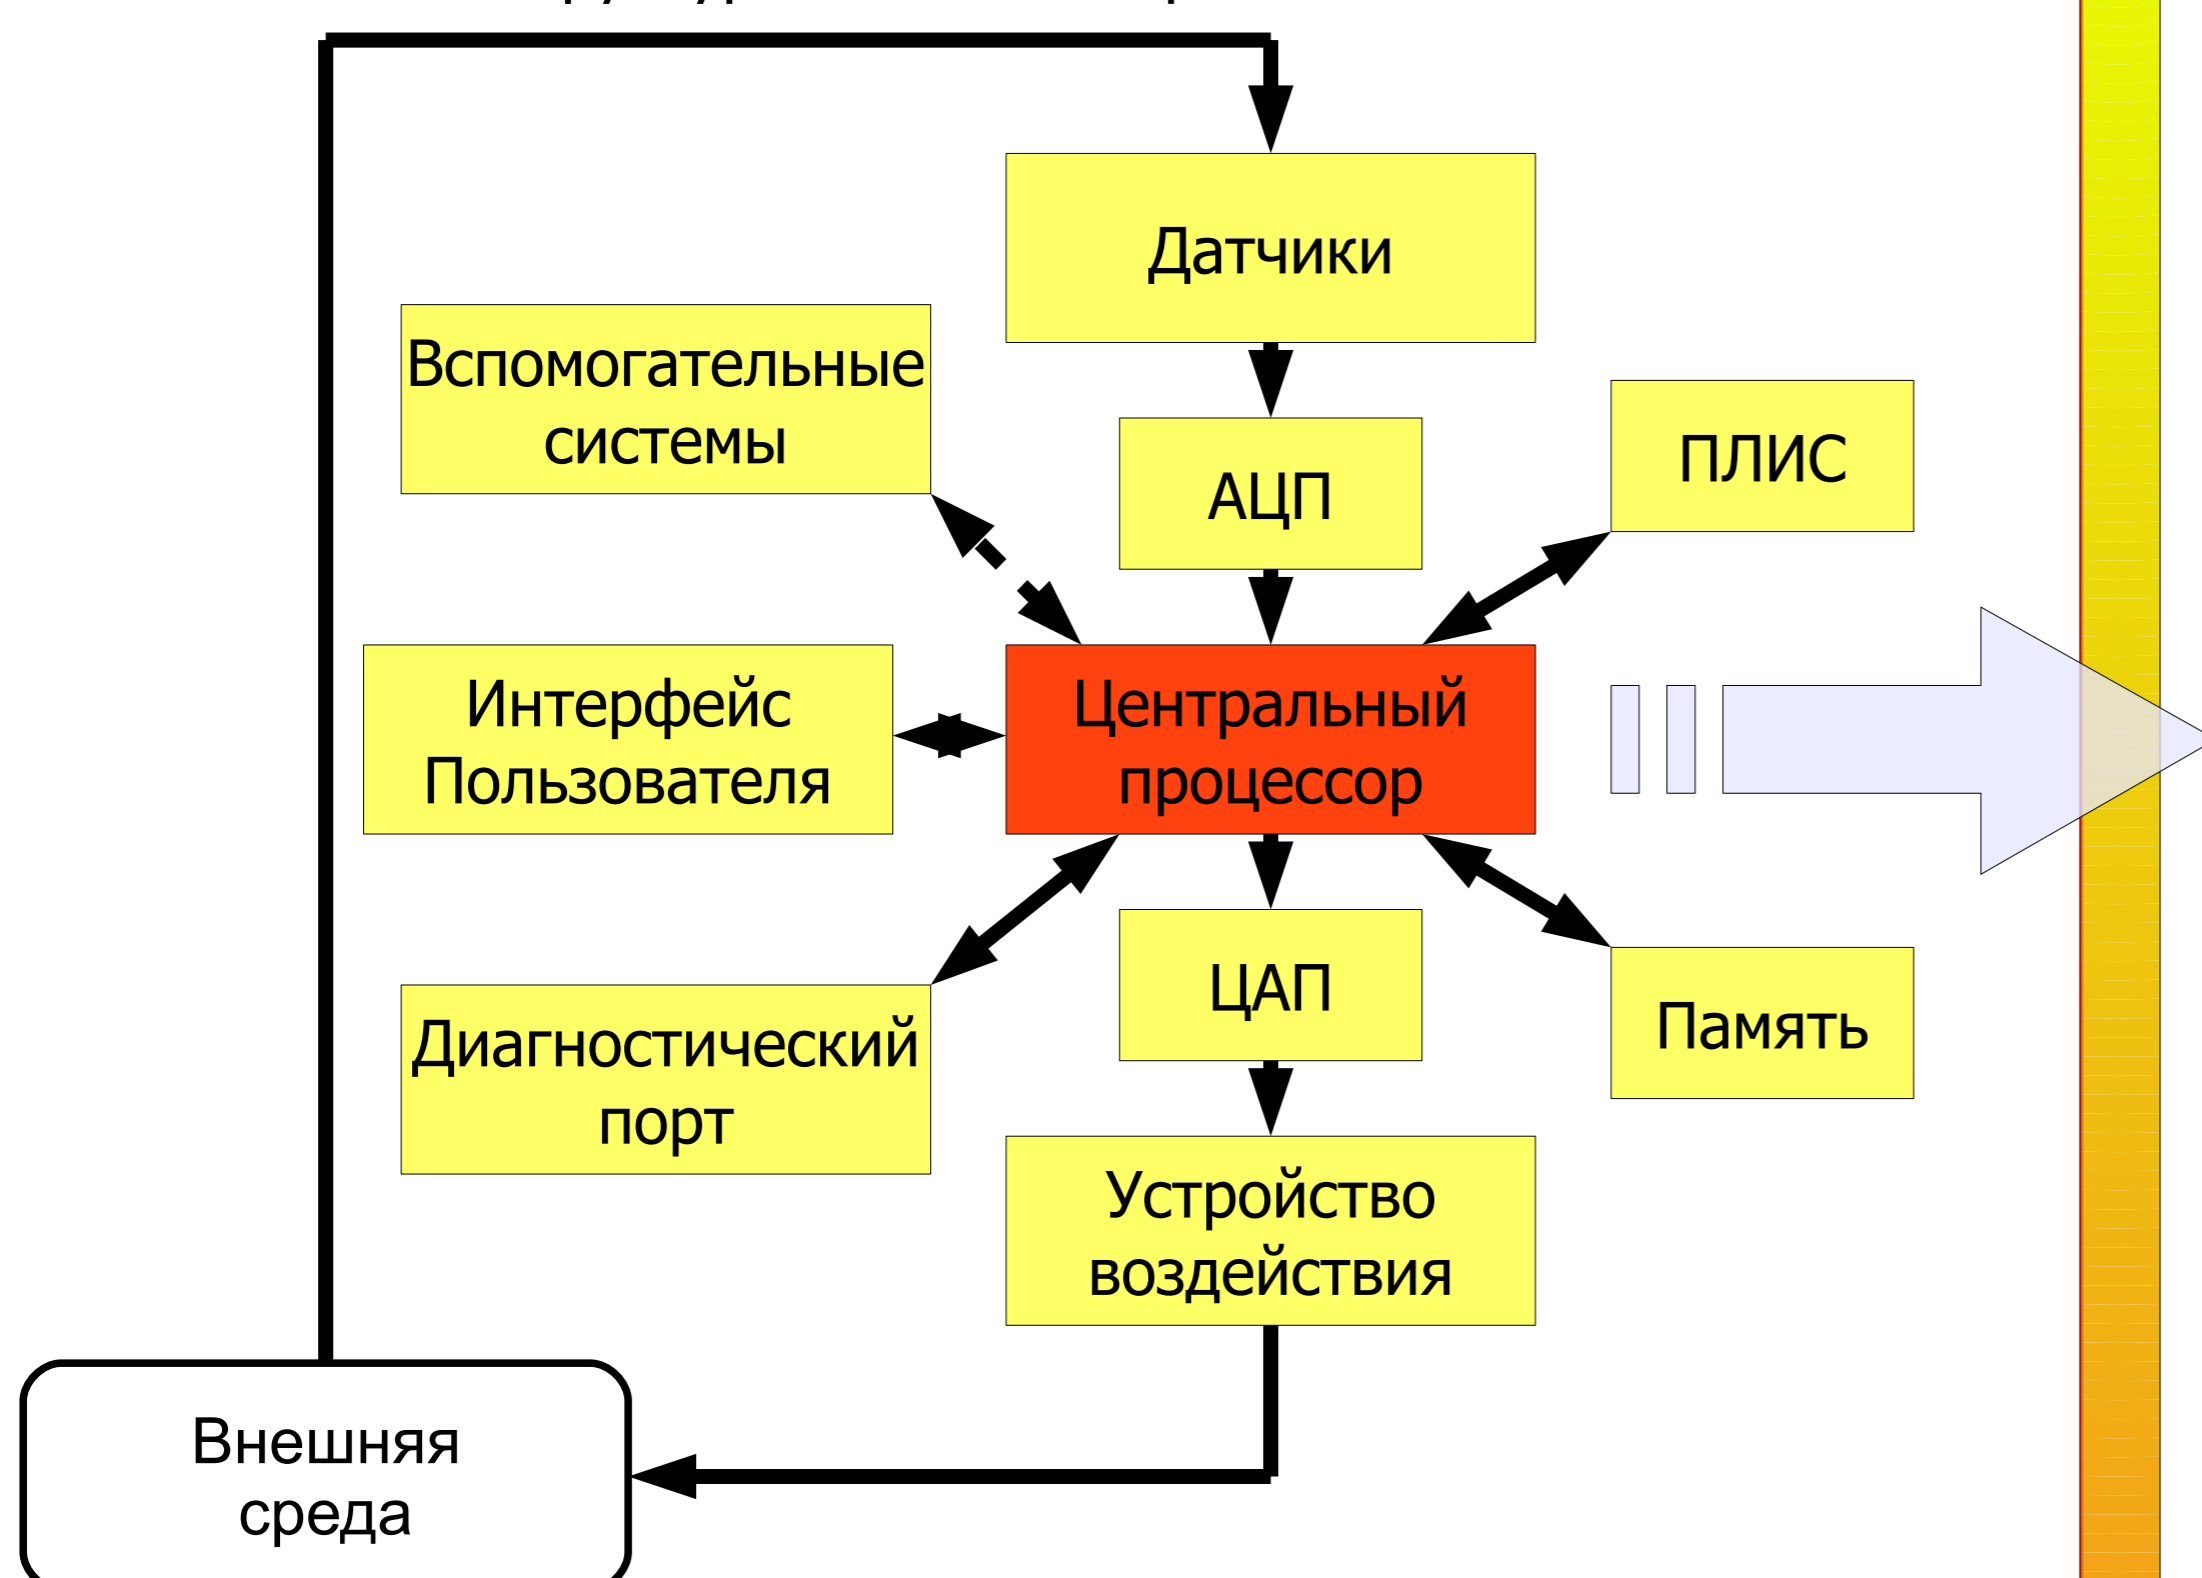 Датчики
Вспомогательные
системы
АЦП
ПЛИС
Интерфейс
Пользователя
Центральный
процессор
Диагностический
порт
ЦАП
Память
Устройство
воздействия
Внешняя
среда